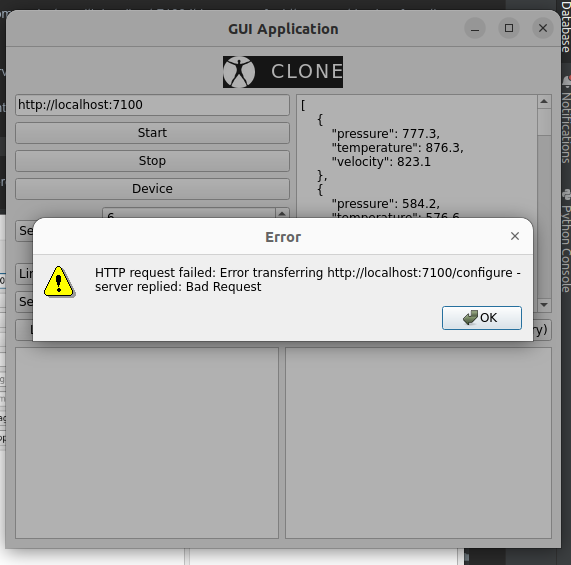 GUI Application
CLONE
http://localhost:7100
Start
Stop
Device
6
Se
Lin
Se
[
{
"pressure": 777.3,
"temperature": 876.3,
"velocity": 823.1
},
{
"pressure": 584.2,
"temperature": 576.6,
Error
HTTP request failed: Error transferring http://localhost:7100/configure -
server replied: Bad Request
OK
ry)
Database
Notifications
Python Console